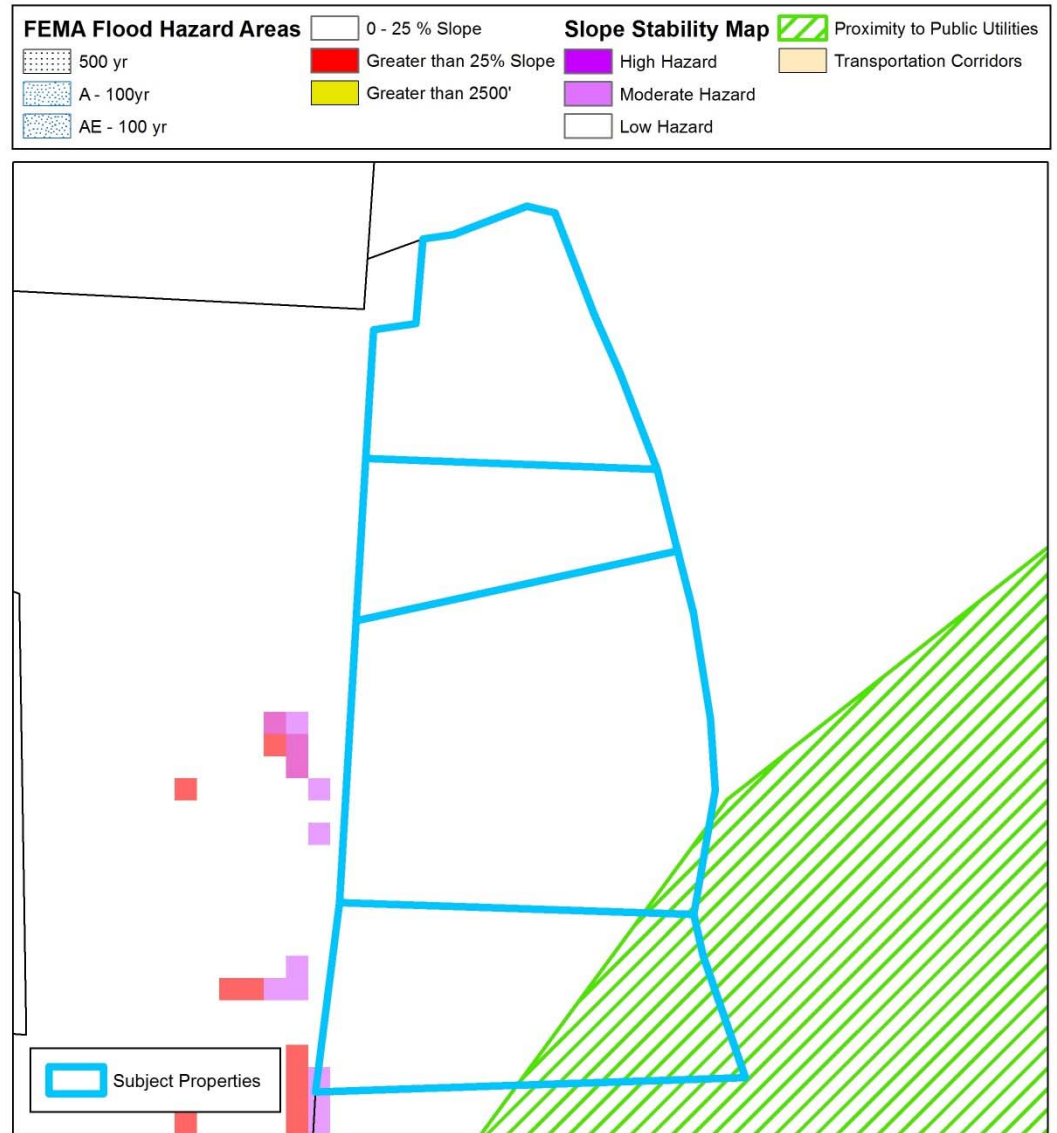 FEMA Flood Hazard Areas
500 yr
A - 100yr
AE - 100 yr
0 - 25 % Slope
Greater than 25% Slope
Greater than 2500'
Slope Stability Map
High Hazard
Moderate Hazard
Low Hazard
Proximity to Public Utilities
Transportation Corridors
Subject Properties